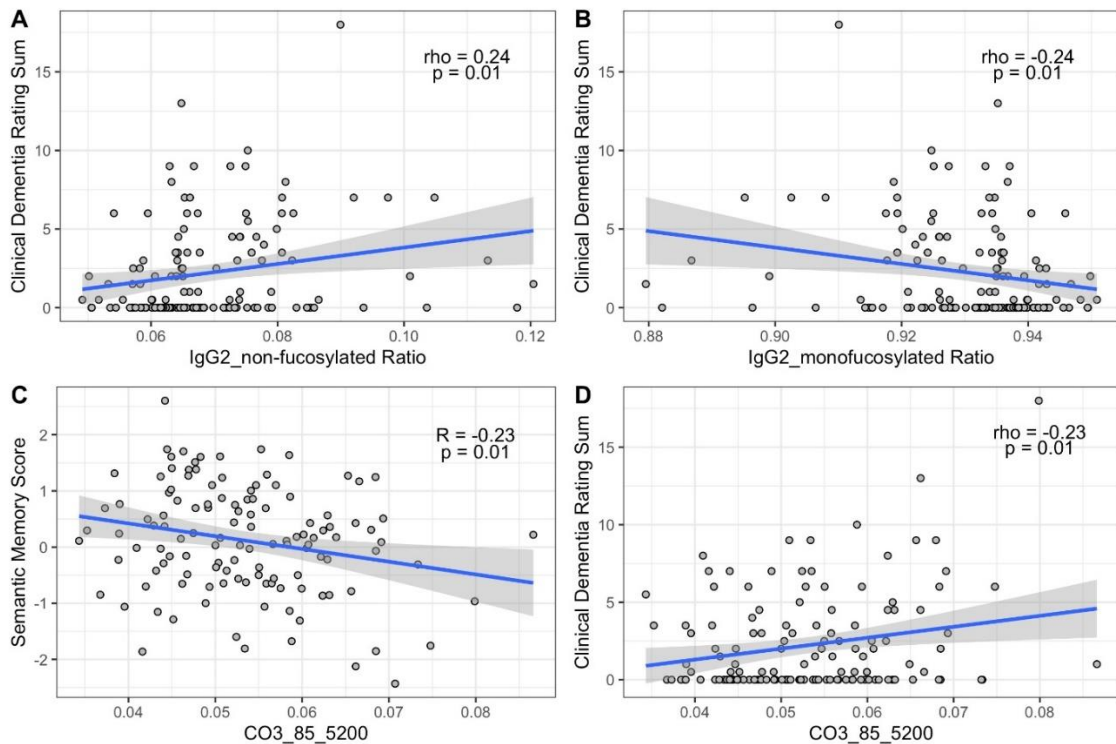 A
Clinical Dementia Rating Sum
15
10
5
0
rho = 0.24
p = 0.01
0.06
0.08
0.10
0.12
IgG2_non-fucosylated Ratio
B
Clinical Dementia Rating Sum
15
10
5
0
rho = -0.24
p = 0.01
0.88
0.90
0.92
0.94
IgG2_monofucosylated Ratio
C
Semantic Memory Score
2
1
0
-1
-2
R = -0.23
p = 0.01
0.04
0.05
0.06
0.07
0.08
CO3_85_5200
D
Clinical Dementia Rating Sum
15
10
5
0
rho = -0.23
p = 0.01
0.04
0.05
0.06
0.07
0.08
CO3_85_5200